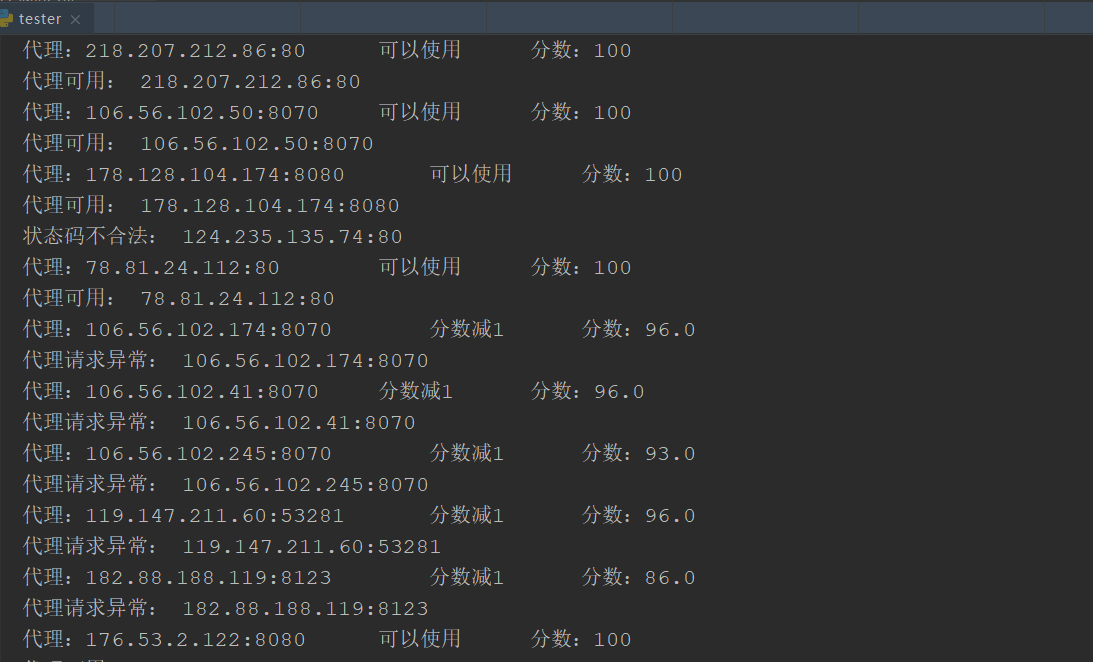 tester
代理：218.207.212.86:80 可以使用 分数：100
代理可用： 218.207.212.86:80
代理：106.56.102.50:8070 可以使用 分数：100
代理可用： 106.56.102.50:8070
代理：178.128.104.174:8080 可以使用 分数：100
代理可用： 178.128.104.174:8080
状态码不合法： 124.235.135.74:80
代理：78.81.24.112:80 可以使用 分数：100
代理可用： 78.81.24.112:80
代理：106.56.102.174:8070 分数减1 分数：96.0
代理请求异常： 106.56.102.174:8070
代理：106.56.102.41:8070 分数减1 分数：96.0
代理请求异常： 106.56.102.41:8070
代理：106.56.102.245:8070 分数减1 分数：93.0
代理请求异常： 106.56.102.245:8070
代理：119.147.211.60:53281 分数减1 分数：96.0
代理请求异常： 119.147.211.60:53281
代理：182.88.188.119:8123 分数减1 分数：86.0
代理请求异常： 182.88.188.119:8123
代理：176.53.2.122:8080 可以使用 分数：100